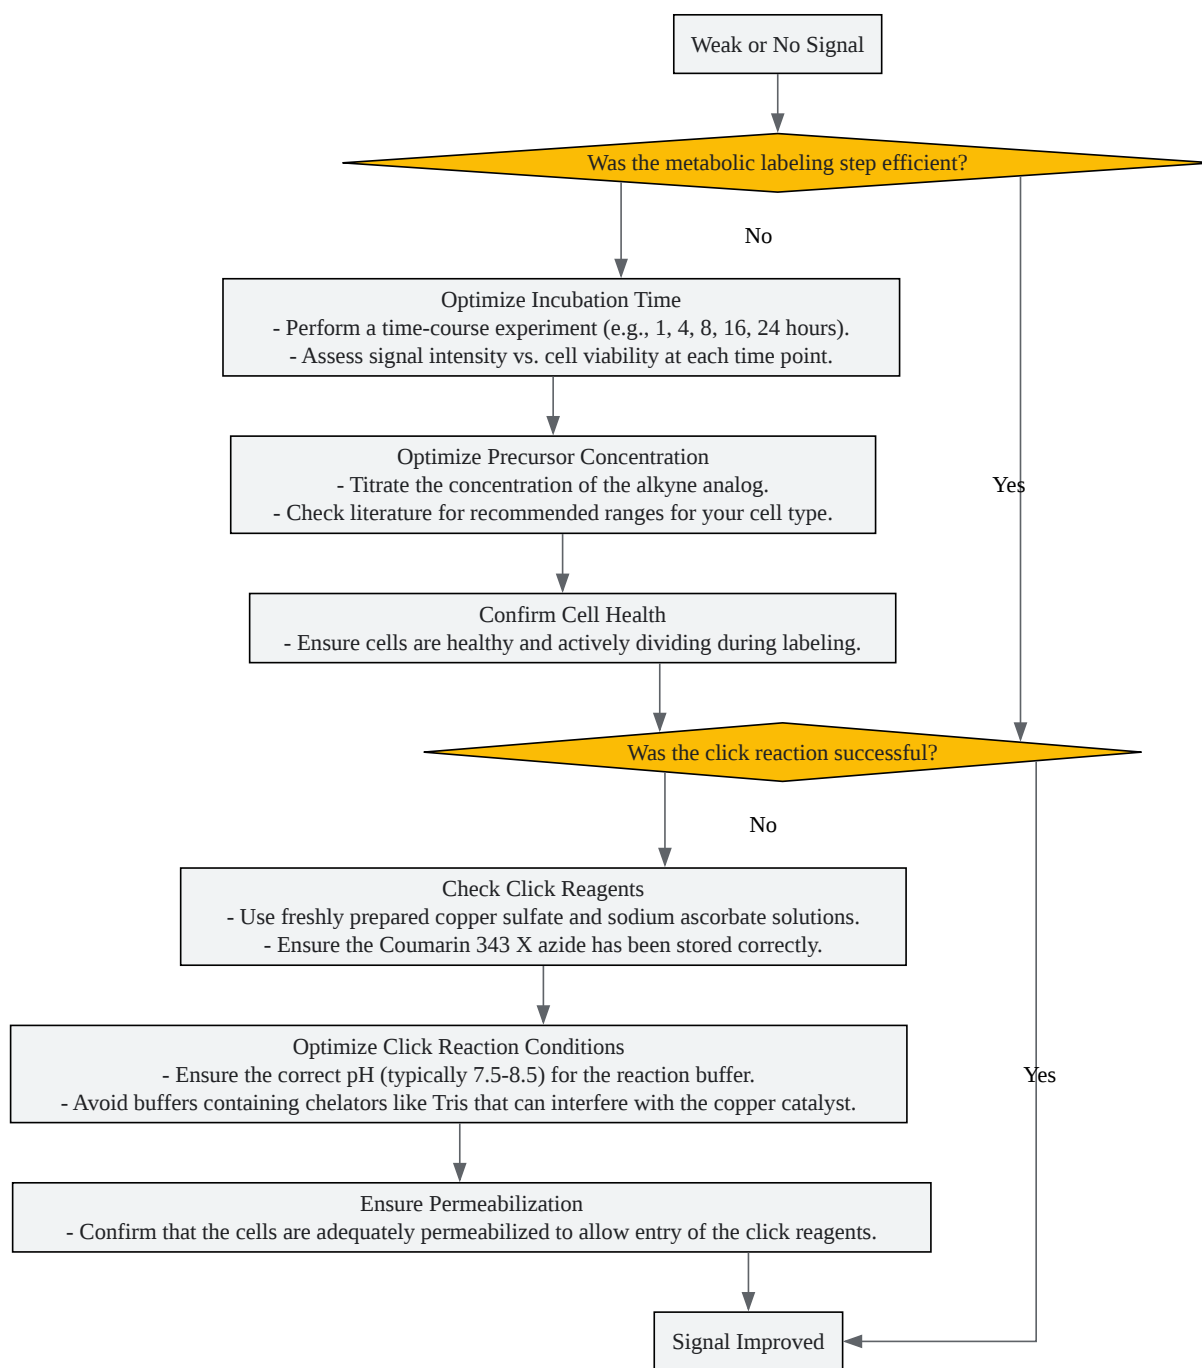 Weak or No Signal
Was the metabolic labeling step efficient?
No
Optimize Incubation Time
- Perform a time-course experiment (e.g., 1, 4, 8, 16, 24 hours).
- Assess signal intensity vs. cell viability at each time point.
Optimize Precursor Concentration
- Titrate the concentration of the alkyne analog.
- Check literature for recommended ranges for your cell type.
Yes
Confirm Cell Health
- Ensure cells are healthy and actively dividing during labeling.
Was the click reaction successful?
No
Check Click Reagents
- Use freshly prepared copper sulfate and sodium ascorbate solutions.
- Ensure the Coumarin 343 X azide has been stored correctly.
Optimize Click Reaction Conditions
- Ensure the correct pH (typically 7.5-8.5) for the reaction buffer.
- Avoid buffers containing chelators like Tris that can interfere with the copper catalyst.
Yes
Ensure Permeabilization
- Confirm that the cells are adequately permeabilized to allow entry of the click reagents.
Signal Improved